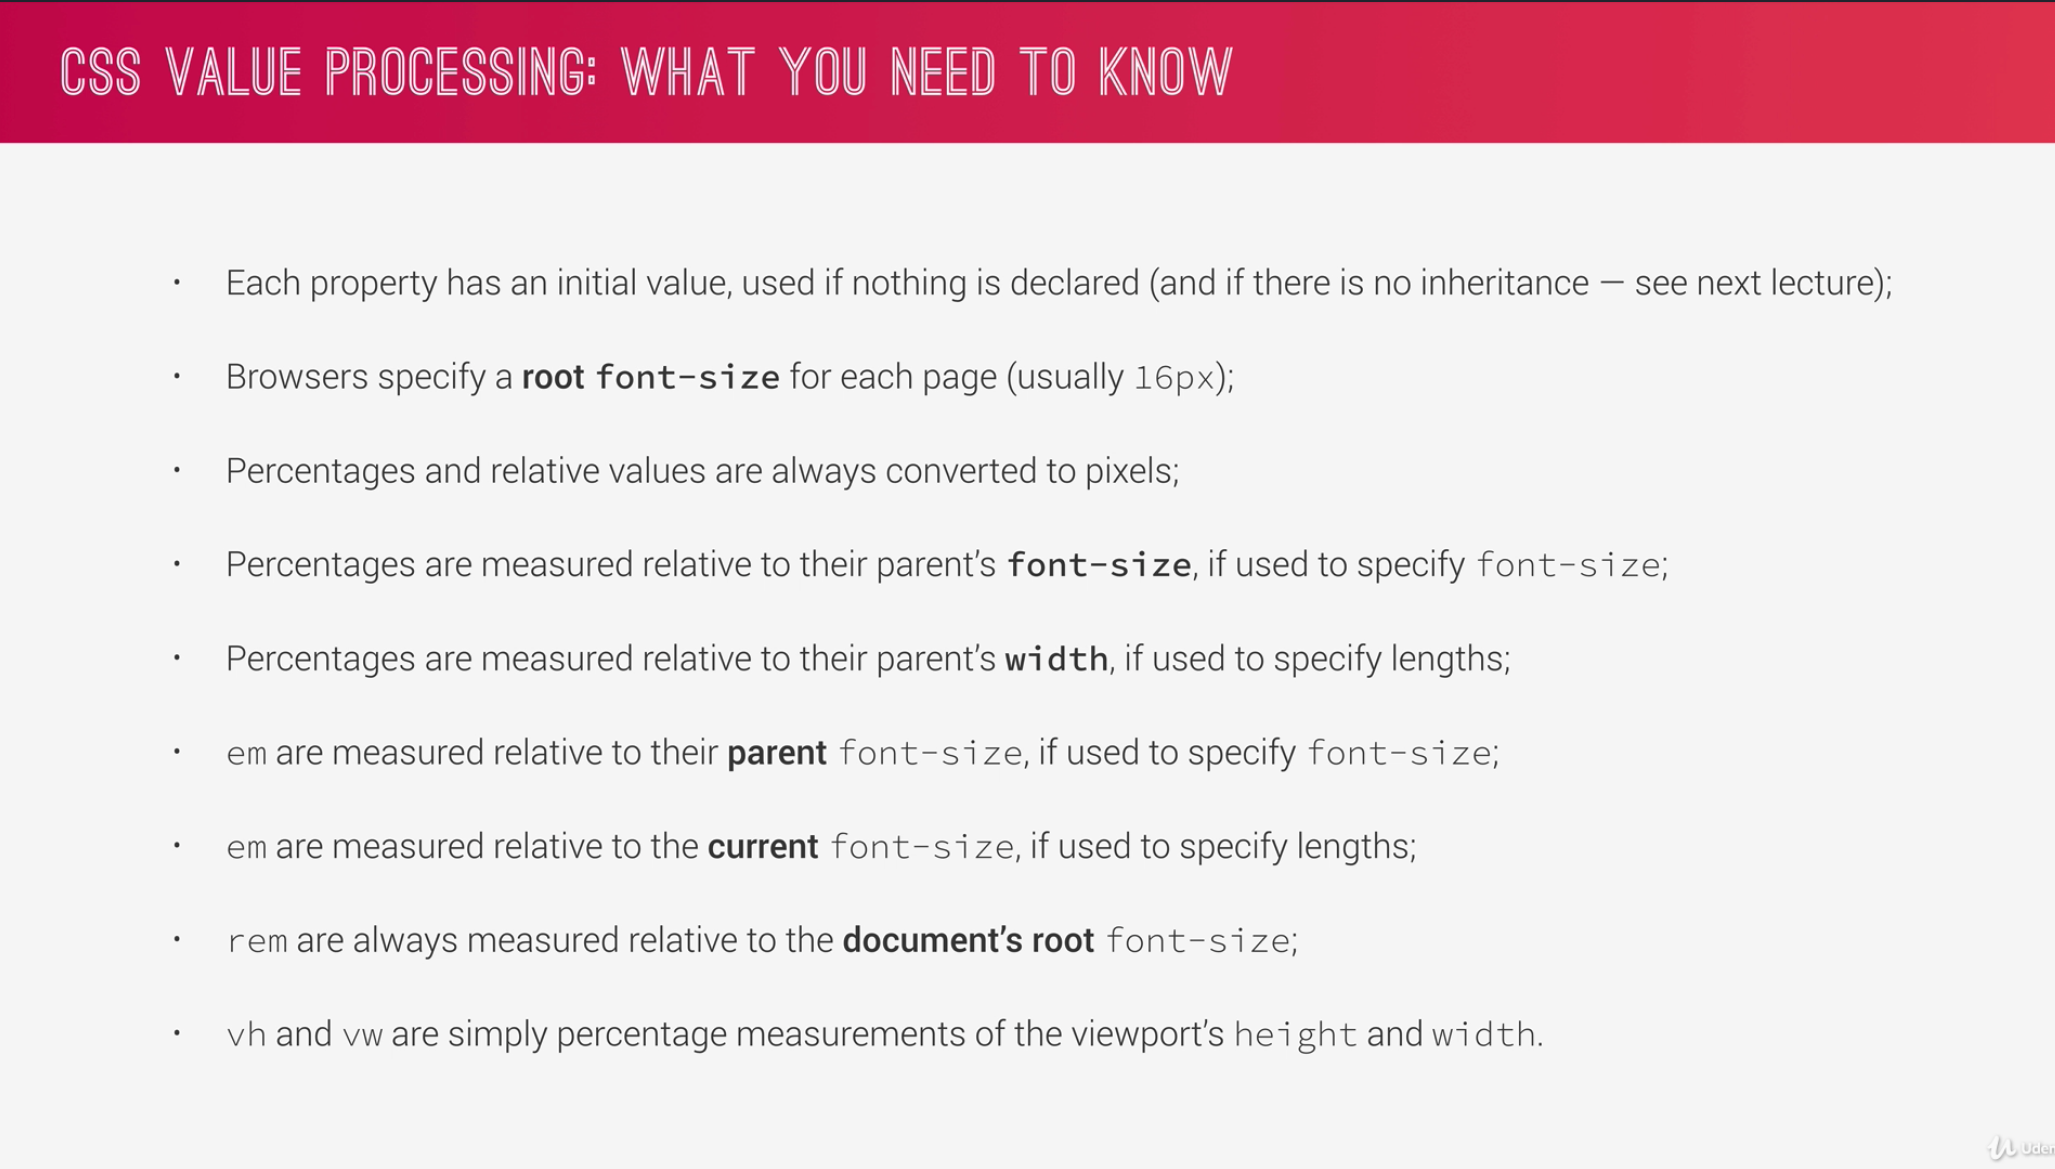 CSS VALUE PROCESSING: WHAT YOU NEED TO KNOW
• Each property has an initial value, used if nothing is declared (and if there is no inheritance — see next lecture);
• Browsers specify a root font-size for each page (usually 16px);
• Percentages and relative values are always converted to pixels;
• Percentages are measured relative to their parent’s font-size, if used to specify font-size;
• Percentages are measured relative to their parent’s width, if used to specify lengths;
• em are measured relative to their parent font-size, if used to specify font-size;
• em are measured relative to the current font-size, if used to specify lengths;
• rem are always measured relative to the document’s root font-size;
• vh and vw are simply percentage measurements of the viewport’s height and width.